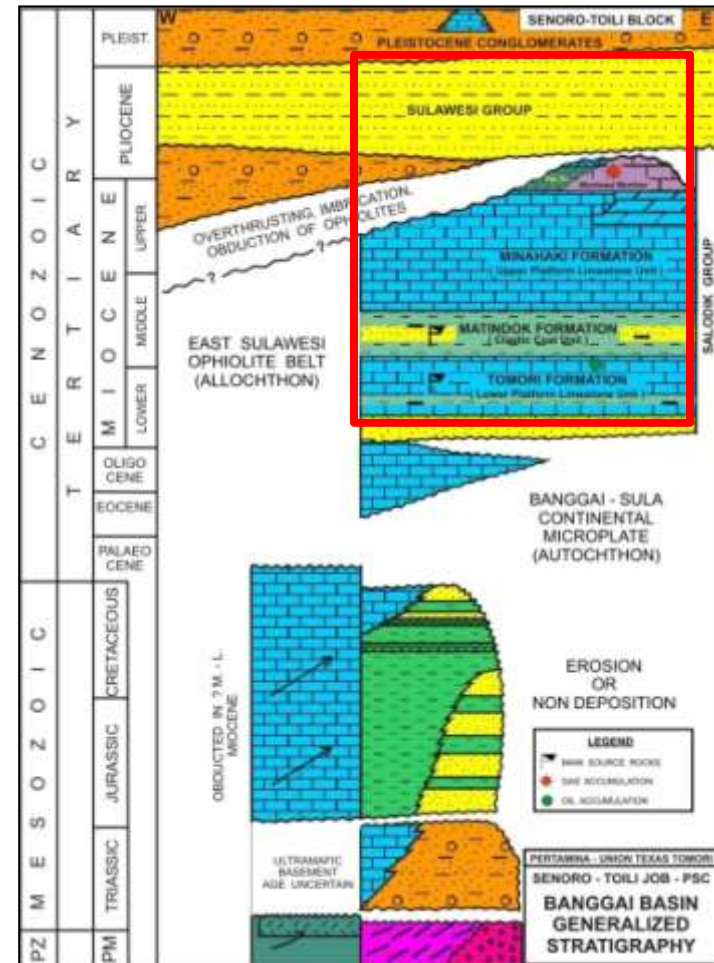 W
SENORO-TOILI BLOCK
E
PLEIST.
PLEISTOCENE CONGLOMERATES
PLIOCENE
SULAWESI GROUP
CENOZOIC
TERTIARY
MIOCENE
UPPER
MIDDLE
LOWER
OVERTHRUSTING, IMBRICATION,
OBDUCTION OF OPHIOLITES
?
?
MINAHAKI FORMATION
( Upper Platform Limestone Unit )
SALODIK GROUP
EAST SULAWESI
OPHIOLITE BELT
(ALLOCHTHON)
MATINDOK FORMATION
( Clastic Coal Unit )
TOMORI FORMATION
( Lower Platform Limestone Unit )
OLIGO
CENE
EOCENE
PALAEO
CENE
BANGGAI - SULA
CONTINENTAL
MICROPLATE
(AUTOCHTHON)
MESOZOIC
CRETACEOUS
JURASSIC
TRIASSIC
OBDUCTED IN ? M. - L.
MIOCENE
EROSION
OR
NON DEPOSITION
LEGEND
MAIN SOURCE ROCKS
GAS ACCUMULATION
OIL ACCUMULATION
ULTRAMAFIC
BASEMENT
AGE UNCERTAIN
PZ
PM
PERTAMINA - UNION TEXAS TOMORI
SENORO - TOILI JOB - PSC
BANGGAI BASIN
GENERALIZED
STRATIGRAPHY